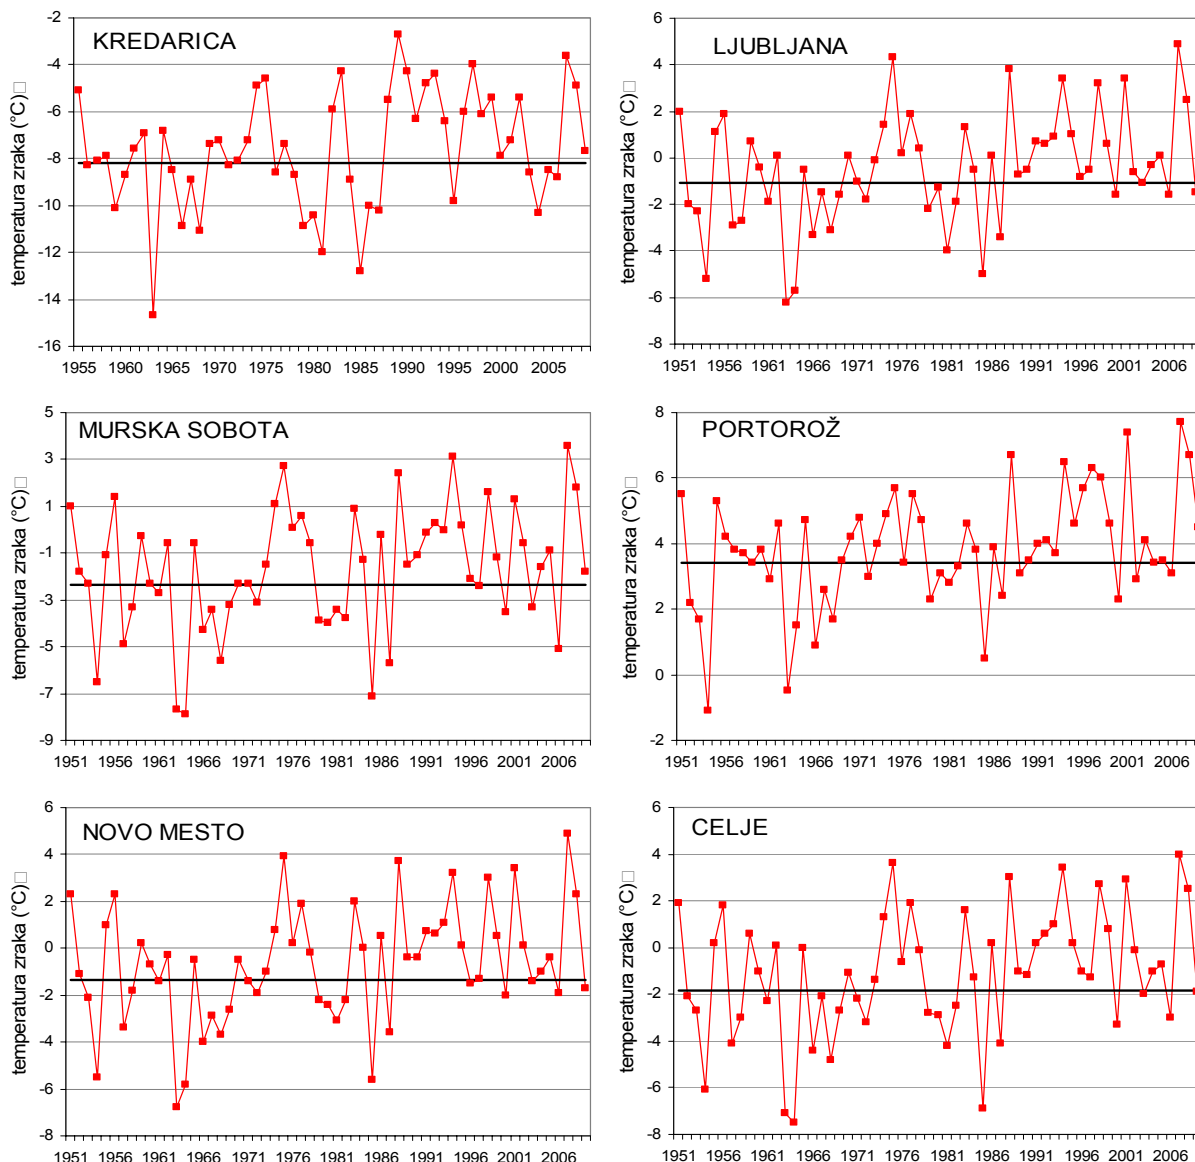 KREDARICA
temperatura zraka (°C)□
-2
-4
-6
-8
-10
-12
-14
-16
1955 1960 1965 1970 1975 1980 1985 1990 1995 2000 2005
LJUBLJANA
temperatura zraka (°C)□
6
4
2
0
-2
-4
-6
-8
1951 1956 1961 1966 1971 1976 1981 1986 1991 1996 2001 2006
MURSKA SOBOTA
temperatura zraka (°C)□
5
3
1
-1
-3
-5
-7
-9
1951 1956 1961 1966 1971 1976 1981 1986 1991 1996 2001 2006
PORTOROŽ
temperatura zraka (°C)□
8
6
4
2
0
-2
1951 1956 1961 1966 1971 1976 1981 1986 1991 1996 2001 2006
NOVO MESTO
temperatura zraka (°C)□
6
4
2
0
-2
-4
-6
-8
1951 1956 1961 1966 1971 1976 1981 1986 1991 1996 2001 2006
CELJE
temperatura zraka (°C)□
6
4
2
0
-2
-4
-6
-8
1951 1956 1961 1966 1971 1976 1981 1986 1991 1996 2001 2006